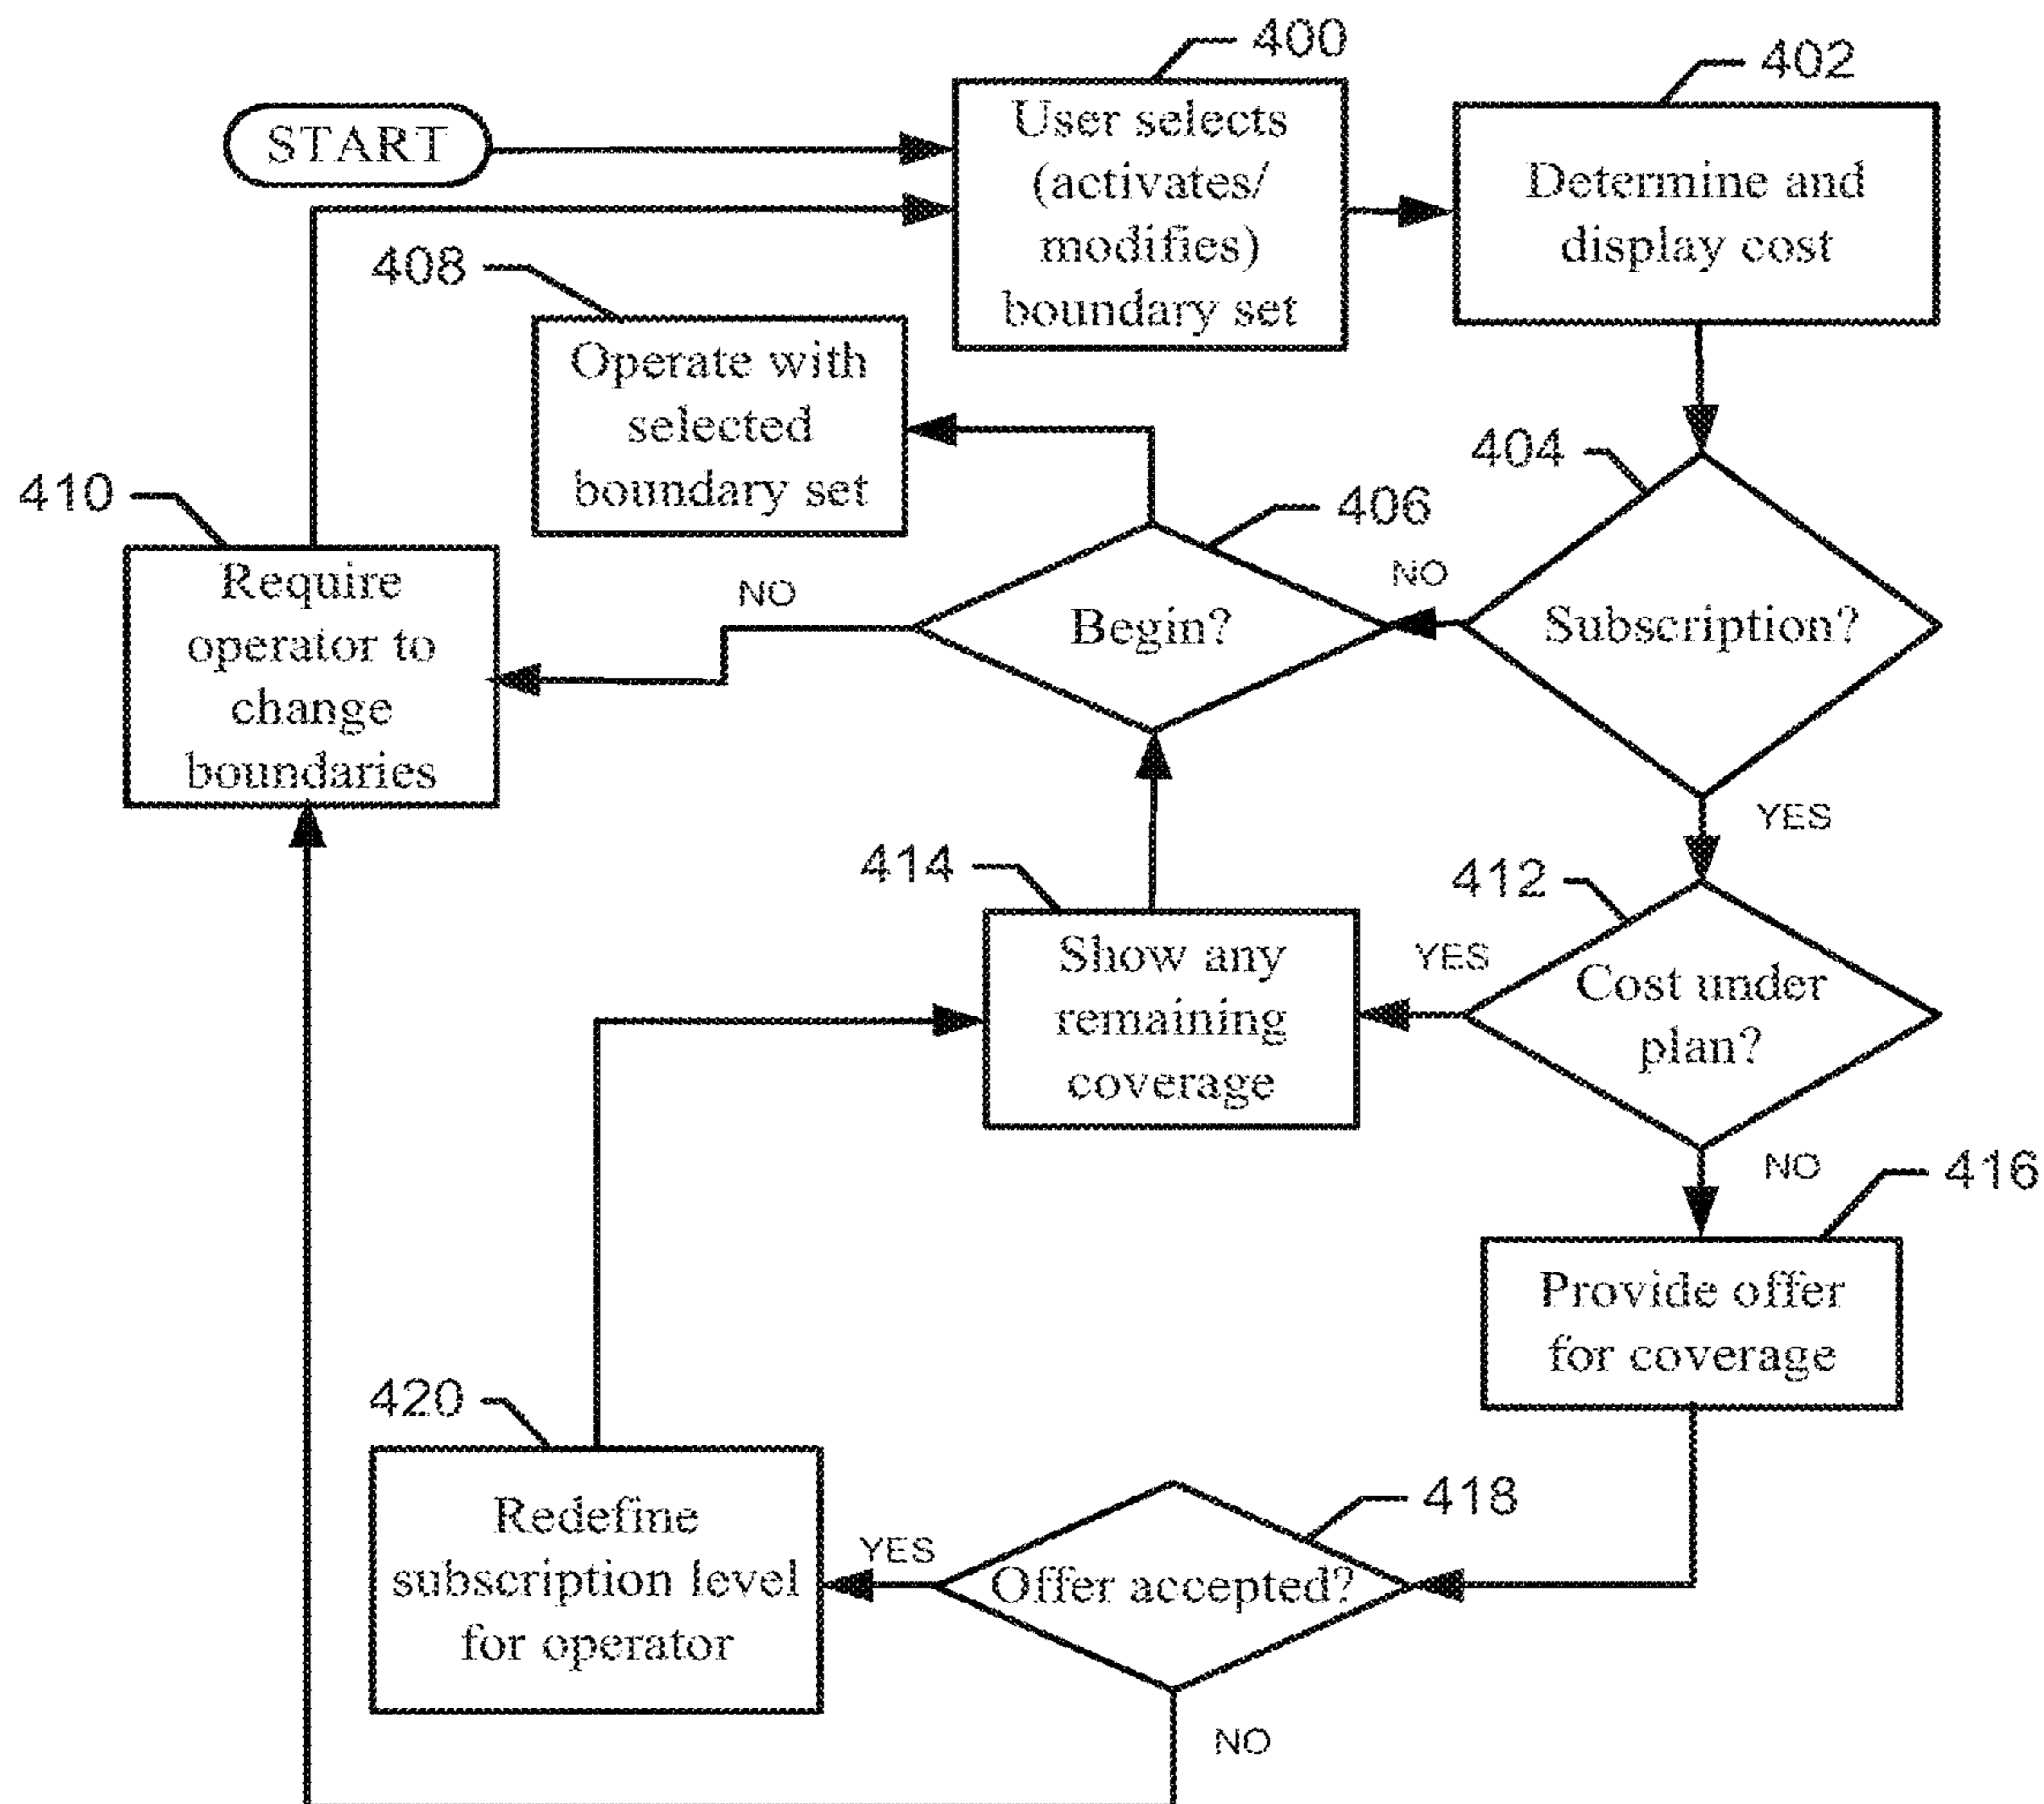 400
402
START
User selects
(activates/
modifies)
boundary set
Determine and
display cost
408
Operate with
selected
boundary set
404
410
406
NO
NO
Require
operator to
change
boundaries
Begin?
Subscription?
YES
414
412
Show any
remaining
coverage
YES
Cost under
plan?
NO
416
Provide offer
for coverage
420
418
Redefine
subscription level
for operator
YES
Offer accepted?
NO